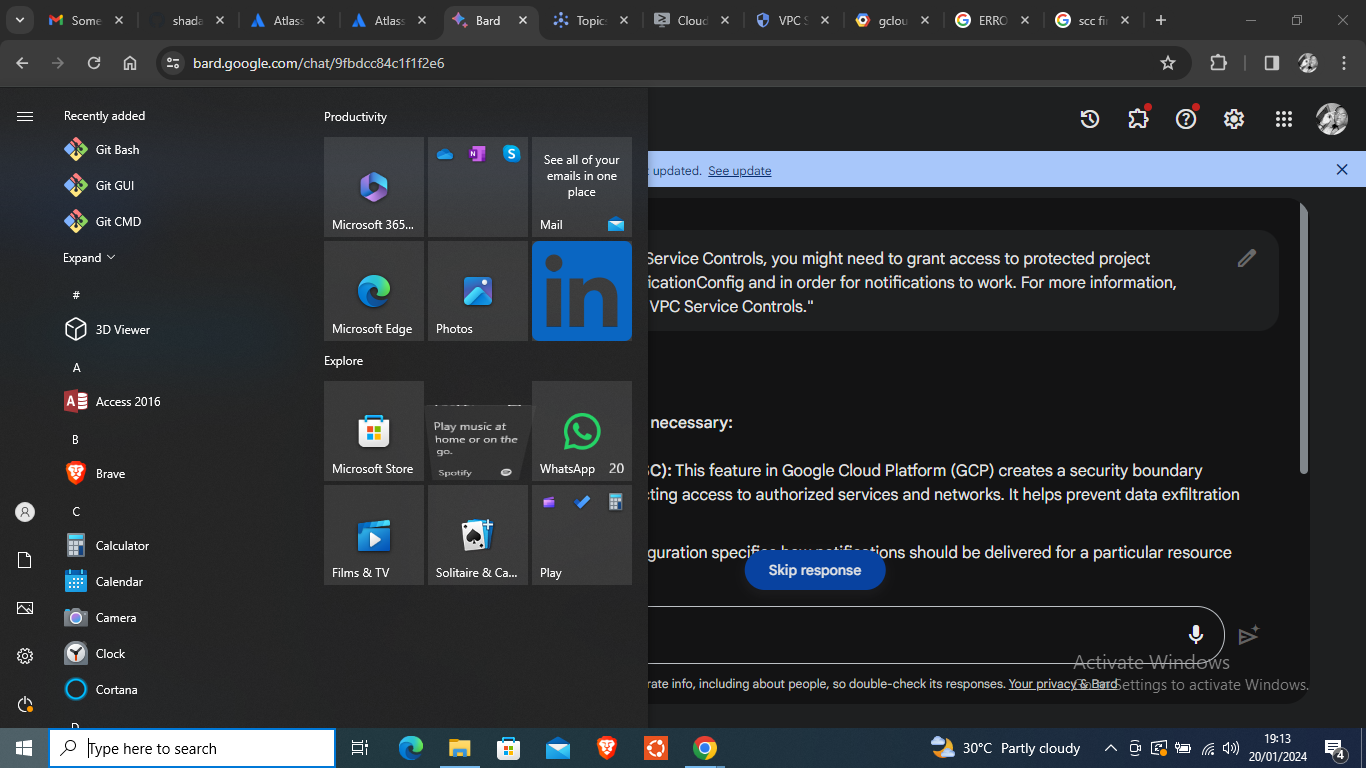 Some
shada
Atlass
Atlass
Bard
Topics
Cloud
VPC S
gclou
ERRO
scc fir
bard.google.com/chat/9fbdcc84c1f1f2e6
Recently added
Git Bash
Git GUI
Git CMD
Expand
#
3D Viewer
A
Access 2016
B
Brave
C
Calculator
Calendar
Camera
Clock
Cortana
Productivity
Microsoft 365...
See all of your
emails in one
place
Mail
Microsoft Edge
Photos
in
Explore
Microsoft Store
Play music at
home or on the
go.
Spotify
WhatsApp 20
Films & TV
Solitaire & Ca...
Play
updated. See update
Service Controls, you might need to grant access to protected project
icationConfig and in order for notifications to work. For more information,
VPC Service Controls."
necessary:
SC): This feature in Google Cloud Platform (GCP) creates a security boundary
cting access to authorized services and networks. It helps prevent data exfiltration
guration specifies how notifications should be delivered for a particular resource
Skip response
rate info, including about people, so double-check its responses. Your privacy & Bard
Activate Windows
Go to Settings to activate Windows.
Type here to search
30°C Partly cloudy
19:13
20/01/2024
4